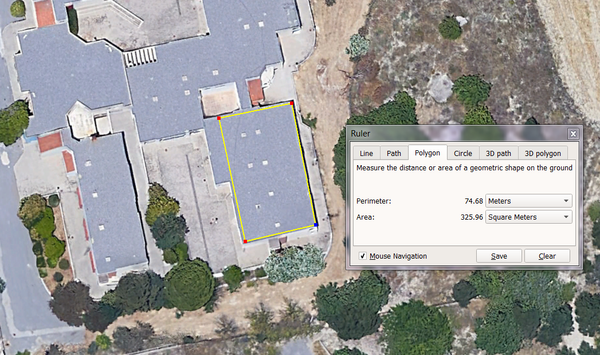 Ruler
Line Path Polygon Circle 3D path 3D polygon
Measure the distance or area of a geometric shape on the ground
Perimeter: 74.68 Meters
Area: 325.96 Square Meters
Mouse Navigation Save Clear